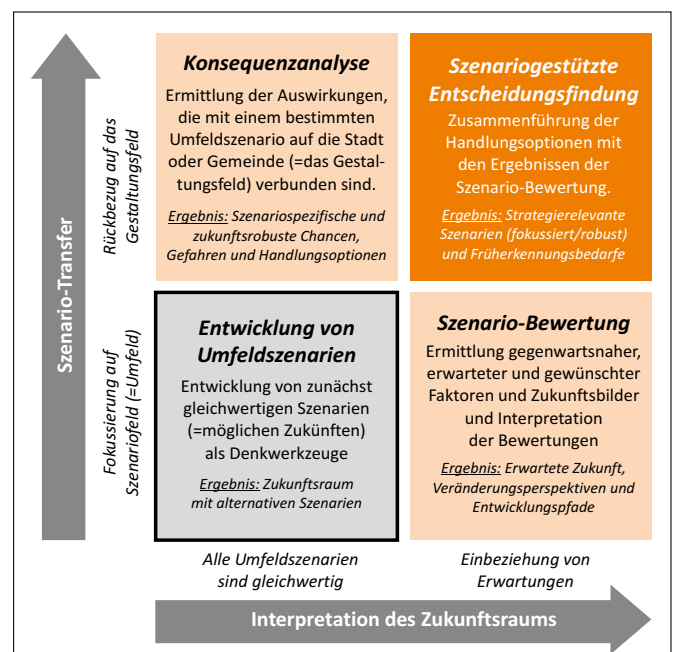 Konsequenzanalyse
Ermittlung der Auswirkungen,
die mit einem bestimmten
Umfeldszenario auf die Stadt
oder Gemeinde (=das Gestal-
tungsfeld) verbunden sind.
Ergebnis: Szenariospezifische und
zukunftsrobuste Chancen,
Gefahren und Handlungsoptionen
Szenariogestützte
Entscheidungsfindung
Zusammenführung der
Handlungsoptionen mit
den Ergebnissen der
Szenario-Bewertung.
Ergebnis: Strategierelevante
Szenarien (fokussiert/robust)
und Früherkennungsbedarfe
Rückbezug auf das
Gestaltungsfeld
Szenario-Transfer
Fokussierung auf
Szenariofeld (=Umfeld)
Entwicklung von
Umfeldszenarien
Entwicklung von zunächst
gleichwertigen Szenarien
(=möglichen Zukünften)
als Denkwerkzeuge
Ergebnis: Zukunftsraum
mit alternativen Szenarien
Szenario-Bewertung
Ermittlung gegenwartsnaher,
erwarteter und gewünschter
Faktoren und Zukunftsbilder
und Interpretation
der Bewertungen
Ergebnis: Erwartete Zukunft,
Veränderungsperspektiven und
Entwicklungspfade
Alle Umfeldszenarien
sind gleichwertig
Einbeziehung von
Erwartungen
Interpretation des Zukunftsraums